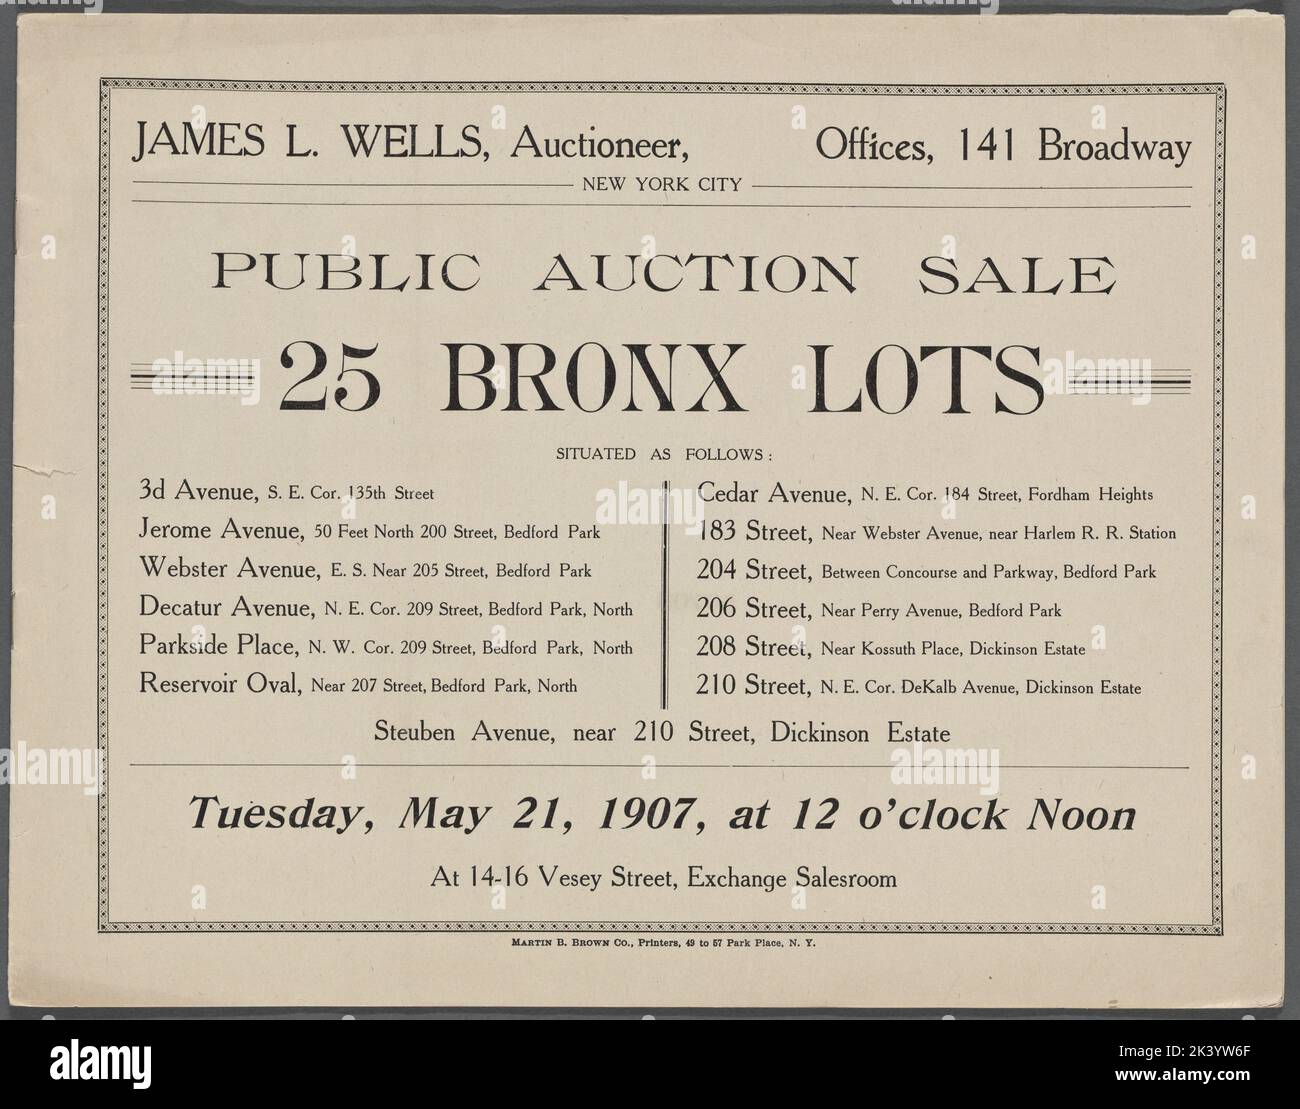 JAMES L. WELLS, Auctioneer, Offices, 141 Broadway
NEW YORK CITY
PUBLIC AUCTION SALE
25 BRONX LOTS
SITUATED AS FOLLOWS:
3d Avenue, S. E. Cor. 135th Street
Jerome Avenue, 50 Feet North 200 Street, Bedford Park
Webster Avenue, E. S. Near 205 Street, Bedford Park
Decatur Avenue, N. E. Cor. 209 Street, Bedford Park, North
Parkside Place, N. W. Cor. 209 Street, Bedford Park, North
Reservoir Oval, Near 207 Street, Bedford Park, North
Cedar Avenue, N. E. Cor. 184 Street, Fordham Heights
183 Street, Near Webster Avenue, near Harlem R. R. Station
204 Street, Between Concourse and Parkway, Bedford Park
206 Street, Near Perry Avenue, Bedford Park
208 Street, Near Kossuth Place, Dickinson Estate
210 Street, N. E. Cor. DeKalb Avenue, Dickinson Estate
Steuben Avenue, near 210 Street, Dickinson Estate
Tuesday, May 21, 1907, at 12 o'clock Noon
At 14-16 Vesey Street, Exchange Salesroom
MARTIN B. BROWN CO., Printers, 49 to 57 Park Place, N. Y.
alamy
Image ID: 2K3YW6F
www.alamy.com